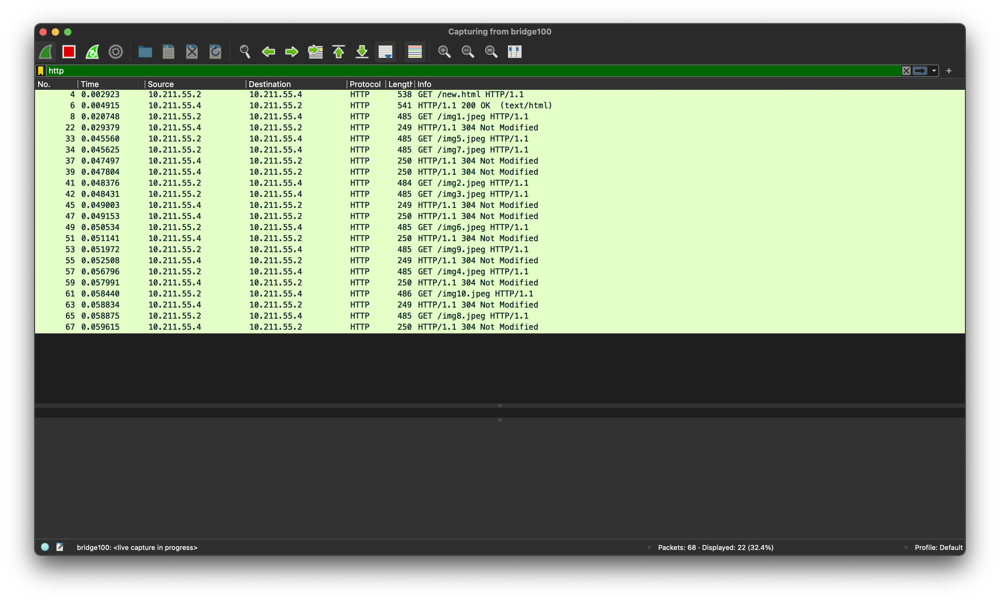 Capturing from bridge100
http
No. Time Source Destination Protocol Length Info
4 0.002923 10.211.55.2 10.211.55.4 HTTP 538 GET /new.html HTTP/1.1
6 0.004915 10.211.55.4 10.211.55.2 HTTP 541 HTTP/1.1 200 OK (text/html)
8 0.020748 10.211.55.2 10.211.55.4 HTTP 485 GET /img1.jpeg HTTP/1.1
22 0.029379 10.211.55.4 10.211.55.2 HTTP 249 HTTP/1.1 304 Not Modified
33 0.045560 10.211.55.2 10.211.55.4 HTTP 485 GET /img5.jpeg HTTP/1.1
34 0.045625 10.211.55.2 10.211.55.4 HTTP 485 GET /img7.jpeg HTTP/1.1
37 0.047497 10.211.55.4 10.211.55.2 HTTP 250 HTTP/1.1 304 Not Modified
39 0.047804 10.211.55.4 10.211.55.2 HTTP 250 HTTP/1.1 304 Not Modified
41 0.048376 10.211.55.2 10.211.55.4 HTTP 484 GET /img2.jpeg HTTP/1.1
42 0.048431 10.211.55.2 10.211.55.4 HTTP 485 GET /img3.jpeg HTTP/1.1
45 0.049003 10.211.55.4 10.211.55.2 HTTP 249 HTTP/1.1 304 Not Modified
47 0.049153 10.211.55.4 10.211.55.2 HTTP 250 HTTP/1.1 304 Not Modified
49 0.050534 10.211.55.2 10.211.55.4 HTTP 485 GET /img6.jpeg HTTP/1.1
51 0.051141 10.211.55.4 10.211.55.2 HTTP 250 HTTP/1.1 304 Not Modified
53 0.051972 10.211.55.2 10.211.55.4 HTTP 485 GET /img9.jpeg HTTP/1.1
55 0.052508 10.211.55.4 10.211.55.2 HTTP 249 HTTP/1.1 304 Not Modified
57 0.056796 10.211.55.2 10.211.55.4 HTTP 485 GET /img4.jpeg HTTP/1.1
59 0.057991 10.211.55.4 10.211.55.2 HTTP 250 HTTP/1.1 304 Not Modified
61 0.058440 10.211.55.2 10.211.55.4 HTTP 486 GET /img10.jpeg HTTP/1.1
63 0.058834 10.211.55.4 10.211.55.2 HTTP 249 HTTP/1.1 304 Not Modified
65 0.058875 10.211.55.2 10.211.55.4 HTTP 485 GET /img8.jpeg HTTP/1.1
67 0.059615 10.211.55.4 10.211.55.2 HTTP 250 HTTP/1.1 304 Not Modified
bridge100: <live capture in progress> Packets: 68 · Displayed: 22 (32.4%) Profile: Default